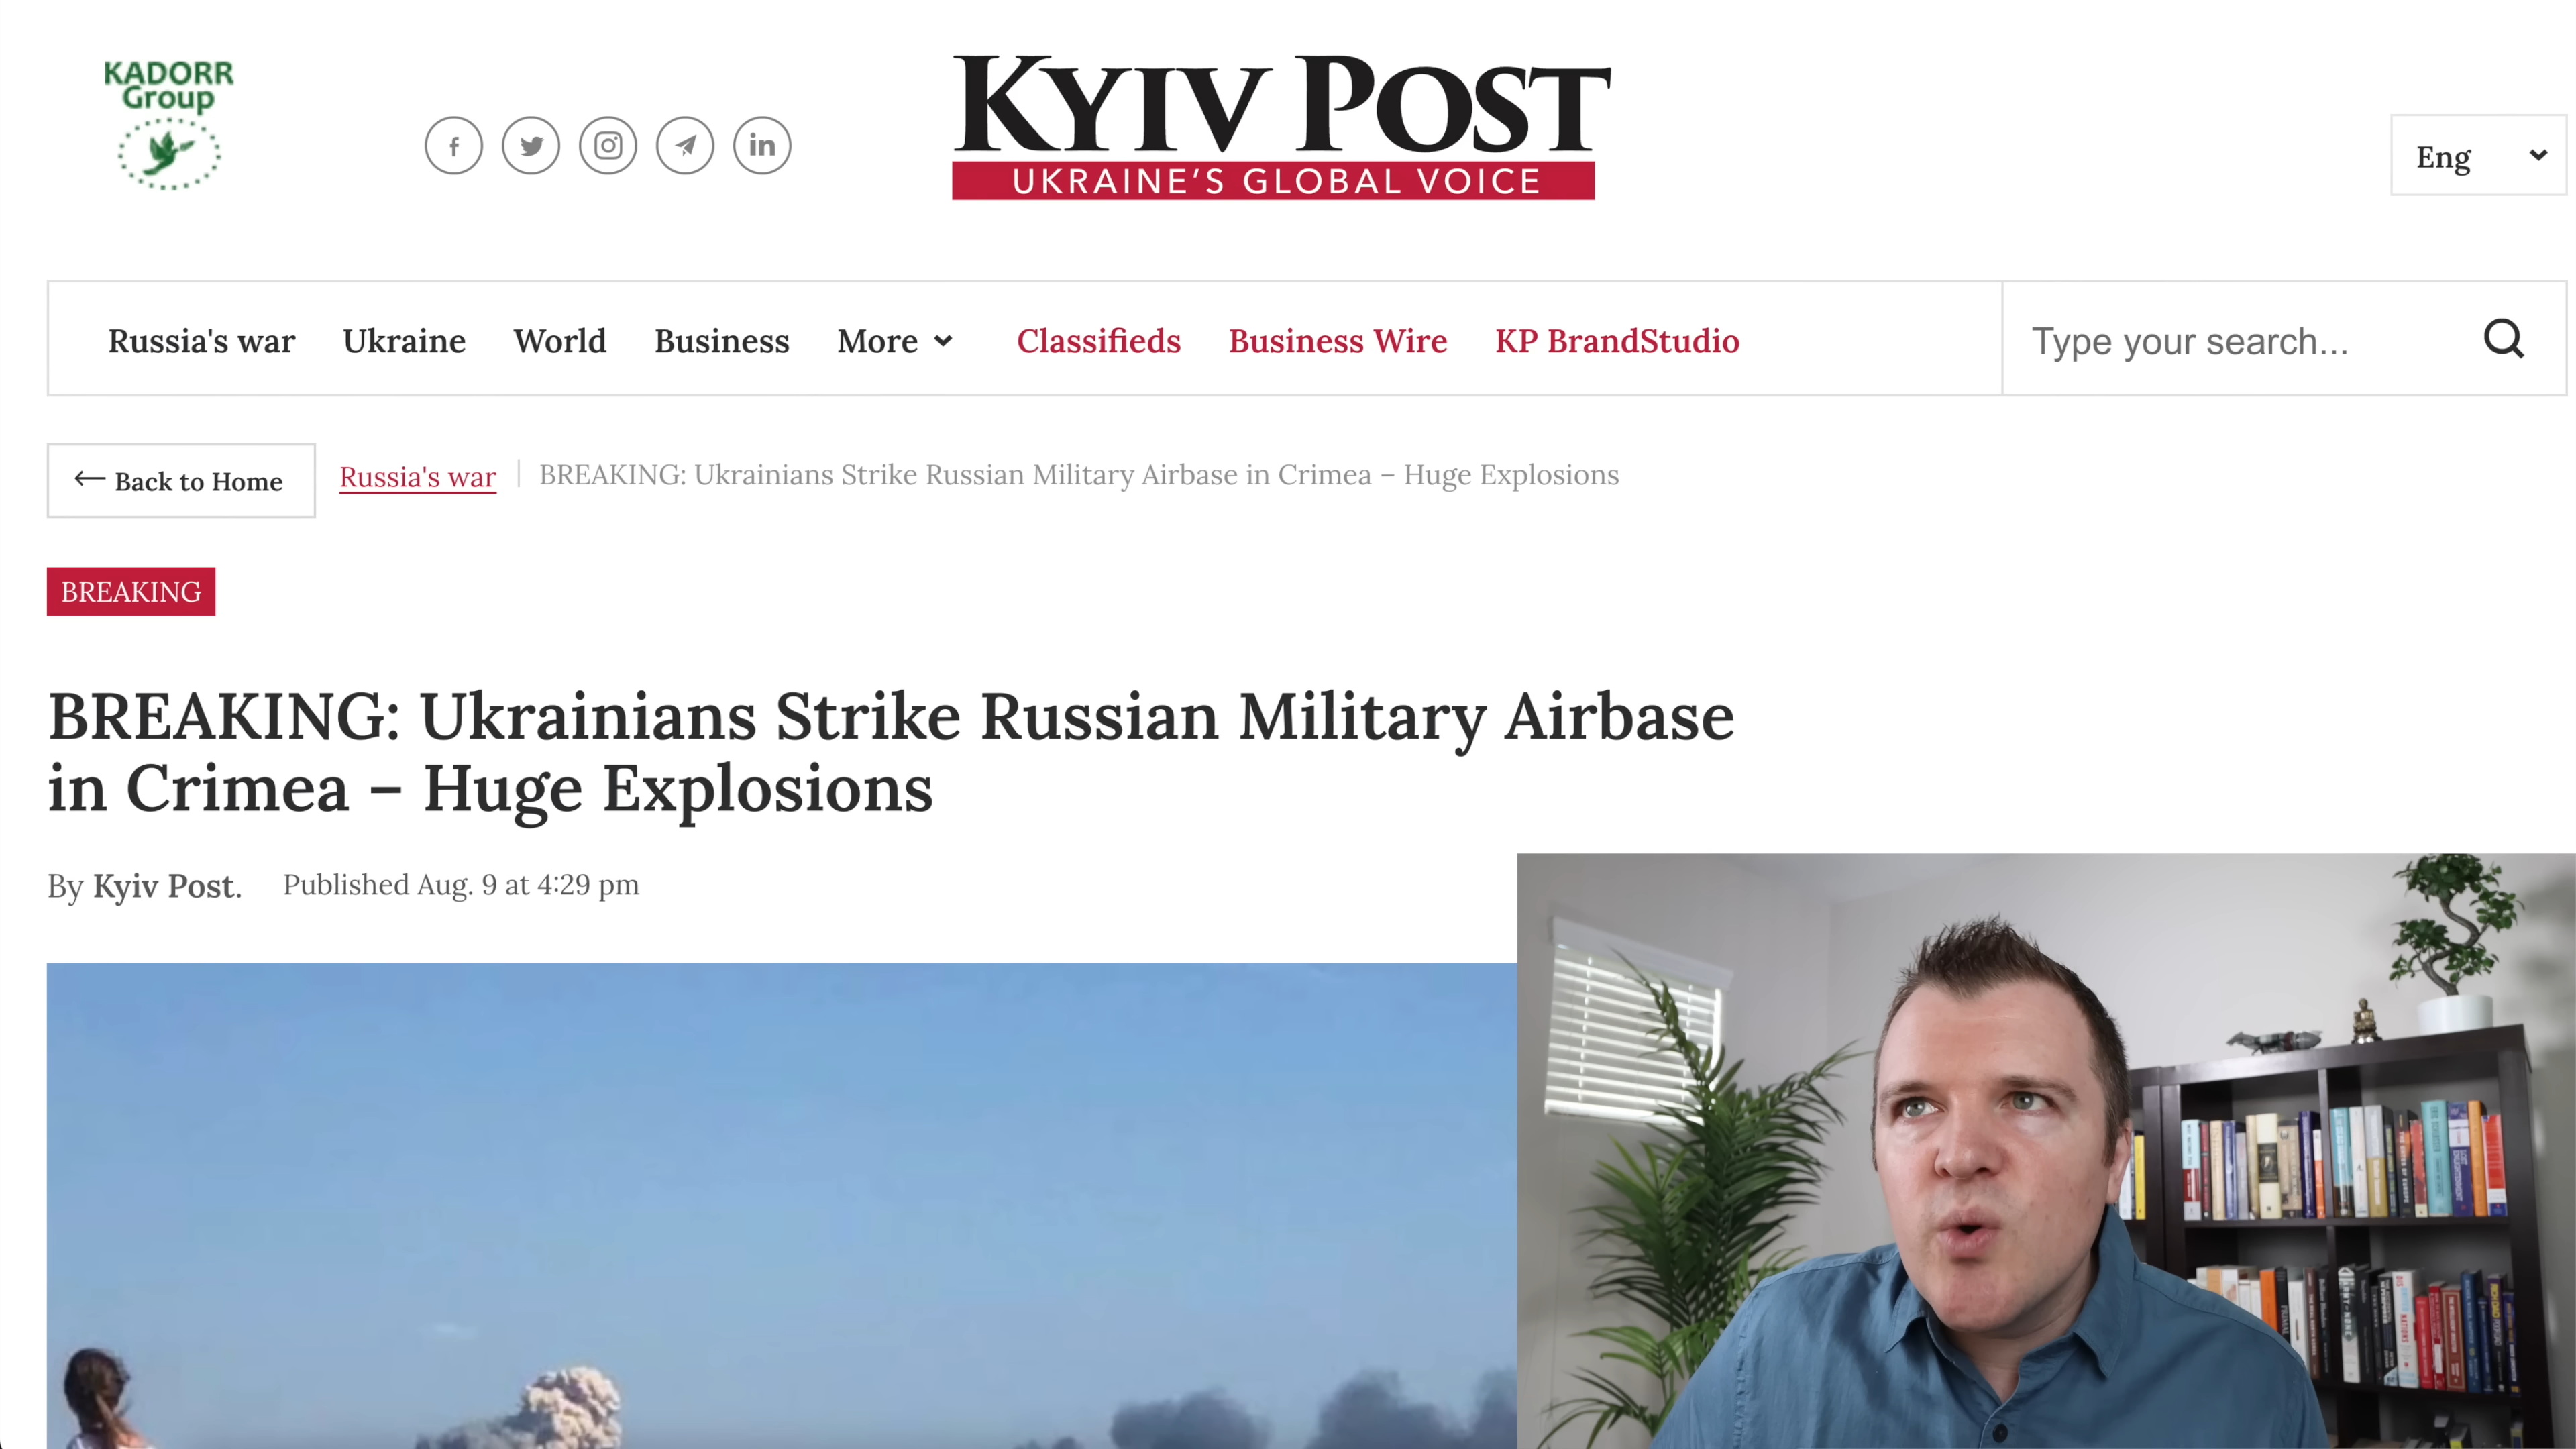 KADORR
Group
KYIV POST
UKRAINE'S GLOBAL VOICE
Eng
Russia's war Ukraine World Business More Classifieds Business Wire KP BrandStudio Type your search...
← Back to Home Russia's war BREAKING: Ukrainians Strike Russian Military Airbase in Crimea – Huge Explosions
BREAKING
BREAKING: Ukrainians Strike Russian Military Airbase
in Crimea – Huge Explosions
By Kyiv Post. Published Aug. 9 at 4:29 pm